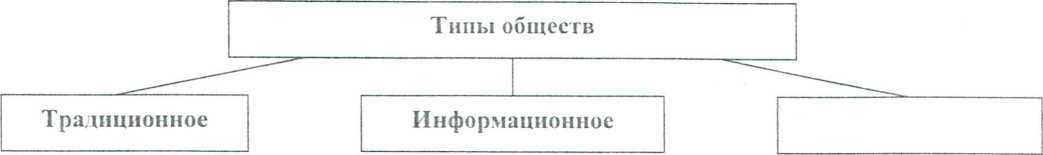 Типы обществ
Традиционное
Информационное